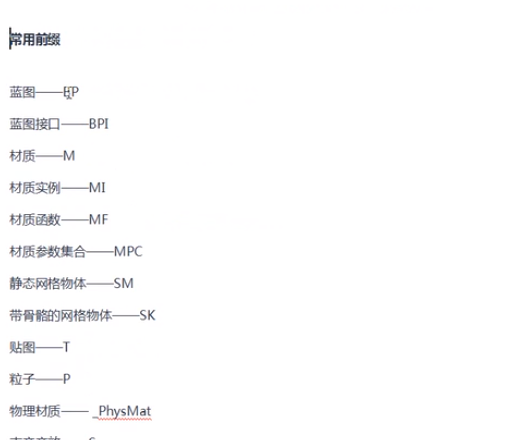 常用前缀
蓝图——BP
蓝图接口——BPI
材质——M
材质实例——MI
材质函数——MF
材质参数集合——MPC
静态网格物体——SM
带骨骼的网格物体——SK
贴图——T
粒子——P
物理材质—— _PhysMat